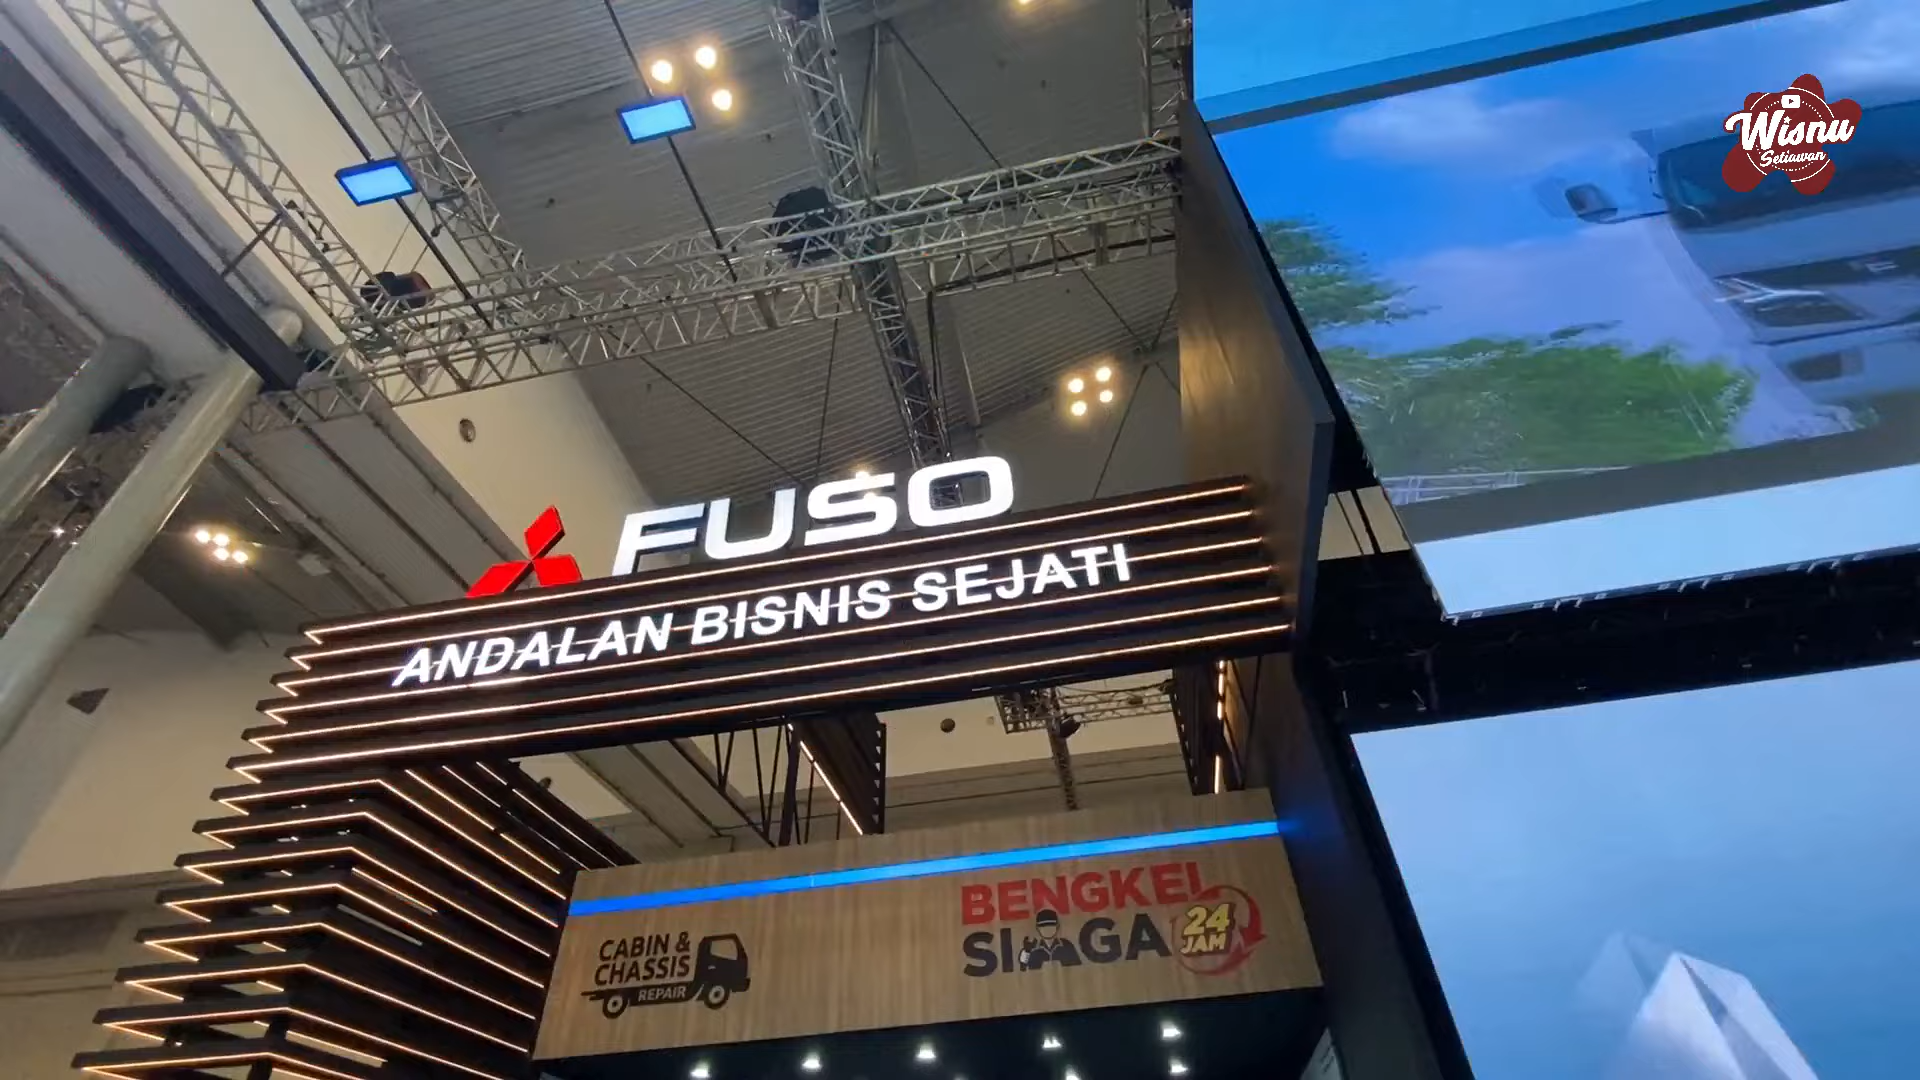 Wisnu
Setiawan
FUSO
ANDALAN BISNIS SEJATI
CABIN &
CHASSIS
REPAIR
BENGKEL
SIAGA
24
JAM